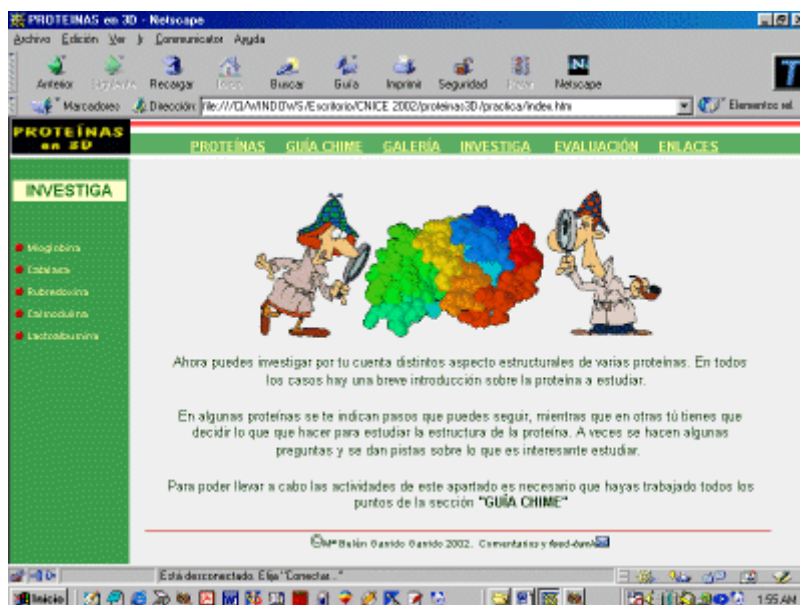 PROTEINAS en 3D - Netscape
Archivo Edición Ver Ir Communicator Ayuda
Anterior Siguiente Recargar Buscar Guía Imprimir Seguridad Netscape
Marcadores Dirección: file:///C|/WINDOWS/Escritorio/CNICE 2002/proteinas3D/practica/index.htm Elementos rel.
PROTEÍNAS
en 3D
PROTEÍNAS GUÍA CHIME GALERÍA INVESTIGA EVALUACIÓN ENLACES
INVESTIGA
Mioglobina
Catalasa
Rubredoxina
Calmodulina
Lactoalbumina
Ahora puedes investigar por tu cuenta distintos aspecto estructurales de varias proteínas. En todos
los casos hay una breve introducción sobre la proteína a estudiar.
En algunas proteínas se te indican pasos que puedes seguir, mientras que en otras tú tienes que
decidir lo que que hacer para estudiar la estructura de la proteína. A veces se hacen algunas
preguntas y se dan pistas sobre lo que es interesante estudiar.
Para poder llevar a cabo las actividades de este apartado es necesario que hayas trabajado todos los
puntos de la sección "GUÍA CHIME"
©Mª Belén Garrido Garrido 2002. Comentarios y feed-back
Está desconectado. Elija "Conectar..."
Inicio 1:55 AM